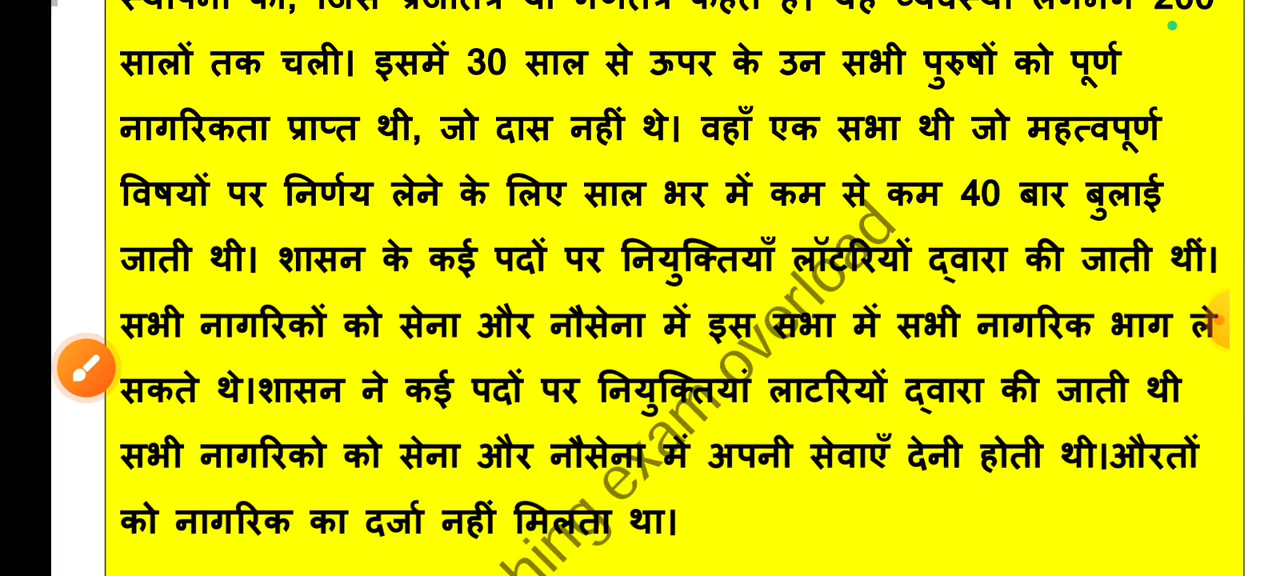 सालों तक चली। इसमें 30 साल से ऊपर के उन सभी पुरुषों को पूर्ण
नागरिकता प्राप्त थी, जो दास नहीं थे। वहाँ एक सभा थी जो महत्वपूर्ण
विषयों पर निर्णय लेने के लिए साल भर में कम से कम 40 बार बुलाई
जाती थी। शासन के कई पदों पर नियुक्तियाँ लॉटरियों द्वारा की जाती थीं।
सभी नागरिकों को सेना और नौसेना में इस सभा में सभी नागरिक भाग ले
सकते थे।शासन ने कई पदों पर नियुक्तियां लाटरियों द्वारा की जाती थी
सभी नागरिको को सेना और नौसेना में अपनी सेवाएँ देनी होती थी।औरतों
को नागरिक का दर्जा नहीं मिलता था।
exam overload